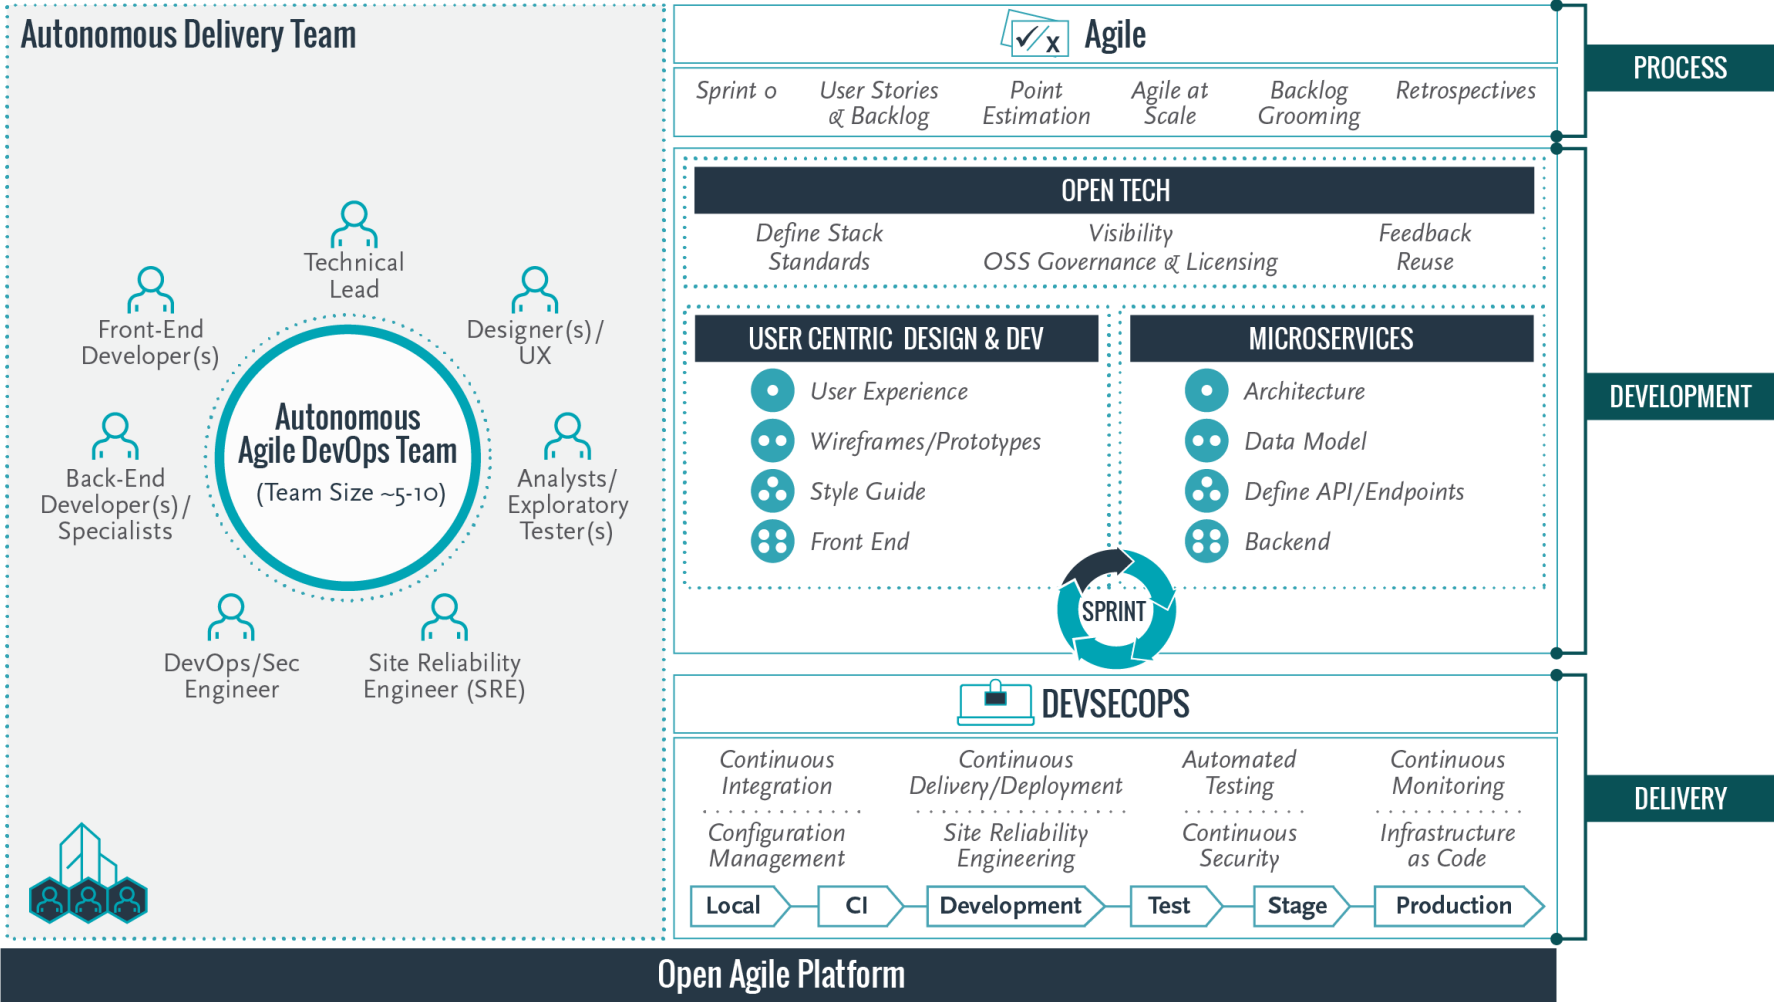 Autonomous Delivery Team
Technical
Lead
Front-End
Developer(s)
Designer(s)/
UX
Autonomous
Agile DevOps Team
(Team Size ~5-10)
Back-End
Developer(s)/
Specialists
Analysts/
Exploratory
Tester(s)
DevOps/Sec
Engineer
Site Reliability
Engineer (SRE)
✓/x
Agile
Sprint 0
User Stories
& Backlog
Point
Estimation
Agile at
Scale
Backlog
Grooming
Retrospectives
PROCESS
OPEN TECH
Define Stack
Standards
Visibility
OSS Governance & Licensing
Feedback
Reuse
USER CENTRIC DESIGN & DEV
User Experience
Wireframes/Prototypes
Style Guide
Front End
MICROSERVICES
Architecture
Data Model
Define API/Endpoints
Backend
SPRINT
DEVELOPMENT
DEVSECOPS
Continuous
Integration
Continuous
Delivery/Deployment
Automated
Testing
Continuous
Monitoring
Configuration
Management
Site Reliability
Engineering
Continuous
Security
Infrastructure
as Code
Local
CI
Development
Test
Stage
Production
DELIVERY
Open Agile Platform